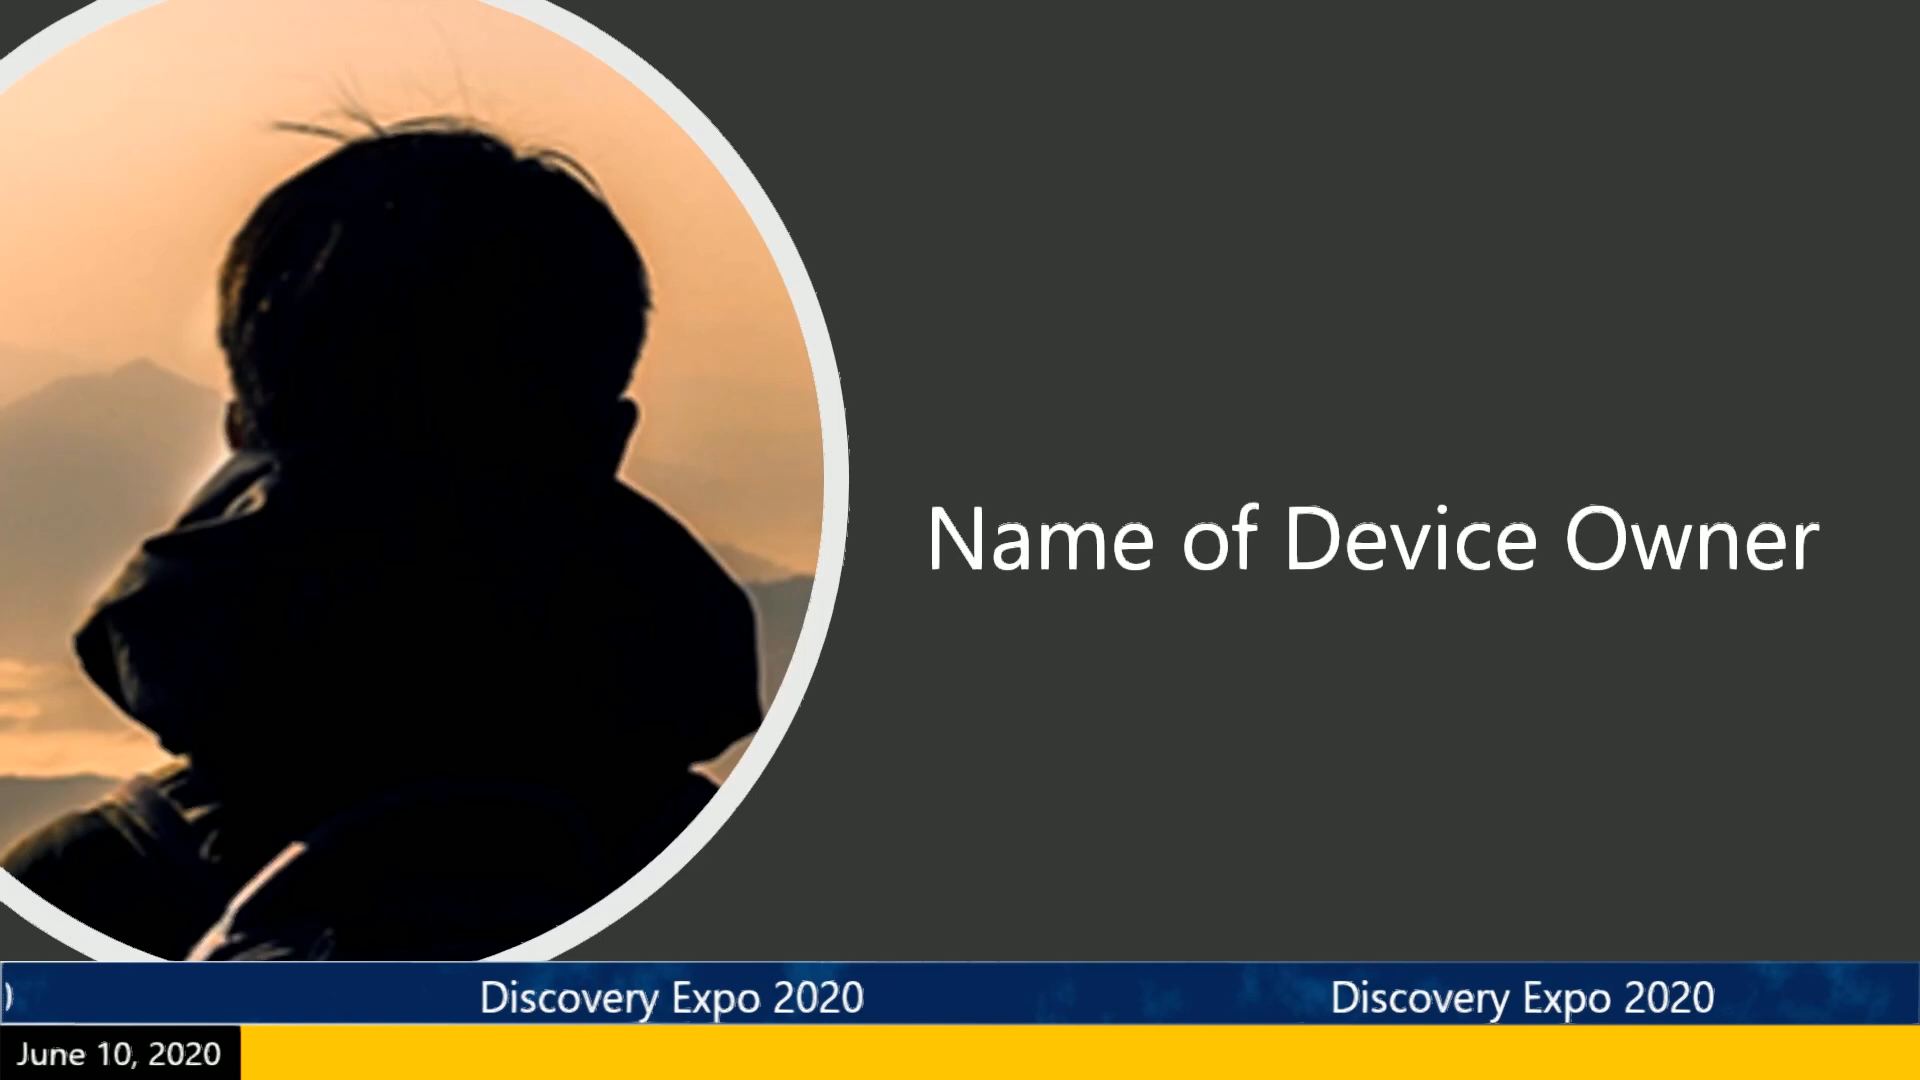 Name of Device Owner
) Discovery Expo 2020 Discovery Expo 2020
June 10, 2020